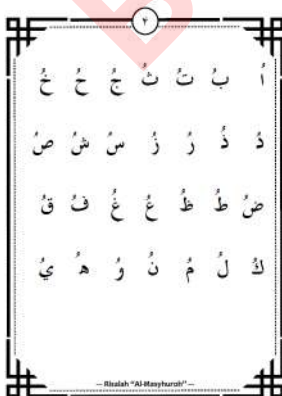 ٢
اُ بُ تُ ثُ جُ حُ خُ
دُ ذُ رُ زُ سُ شُ صُ
ضُ طُ ظُ عُ غُ فُ قُ
كُ لُ مُ نُ وُ هُ يُ
-- Risalah "Al-Masyhuroh" --